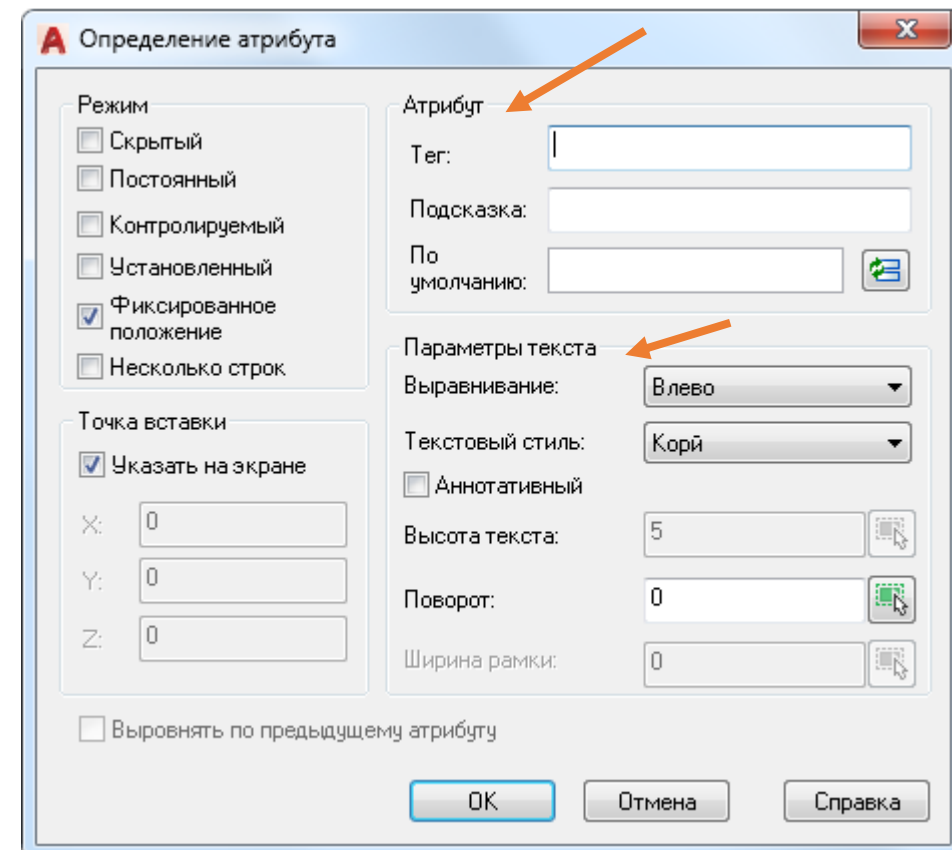 Определение атрибута
Режим
Скрытый
Постоянный
Контролируемый
Установленный
Фиксированное
положение
Несколько строк
Точка вставки
Указать на экране
X: 0
Y: 0
Z: 0
Атрибут
Тег:
Подсказка:
По
умолчанию:
Параметры текста
Выравнивание: Влево
Текстовый стиль: Корй
Аннотативный
Высота текста: 5
Поворот: 0
Ширина рамки: 0
Выровнять по предыдущему атрибуту
OK Отмена Справка